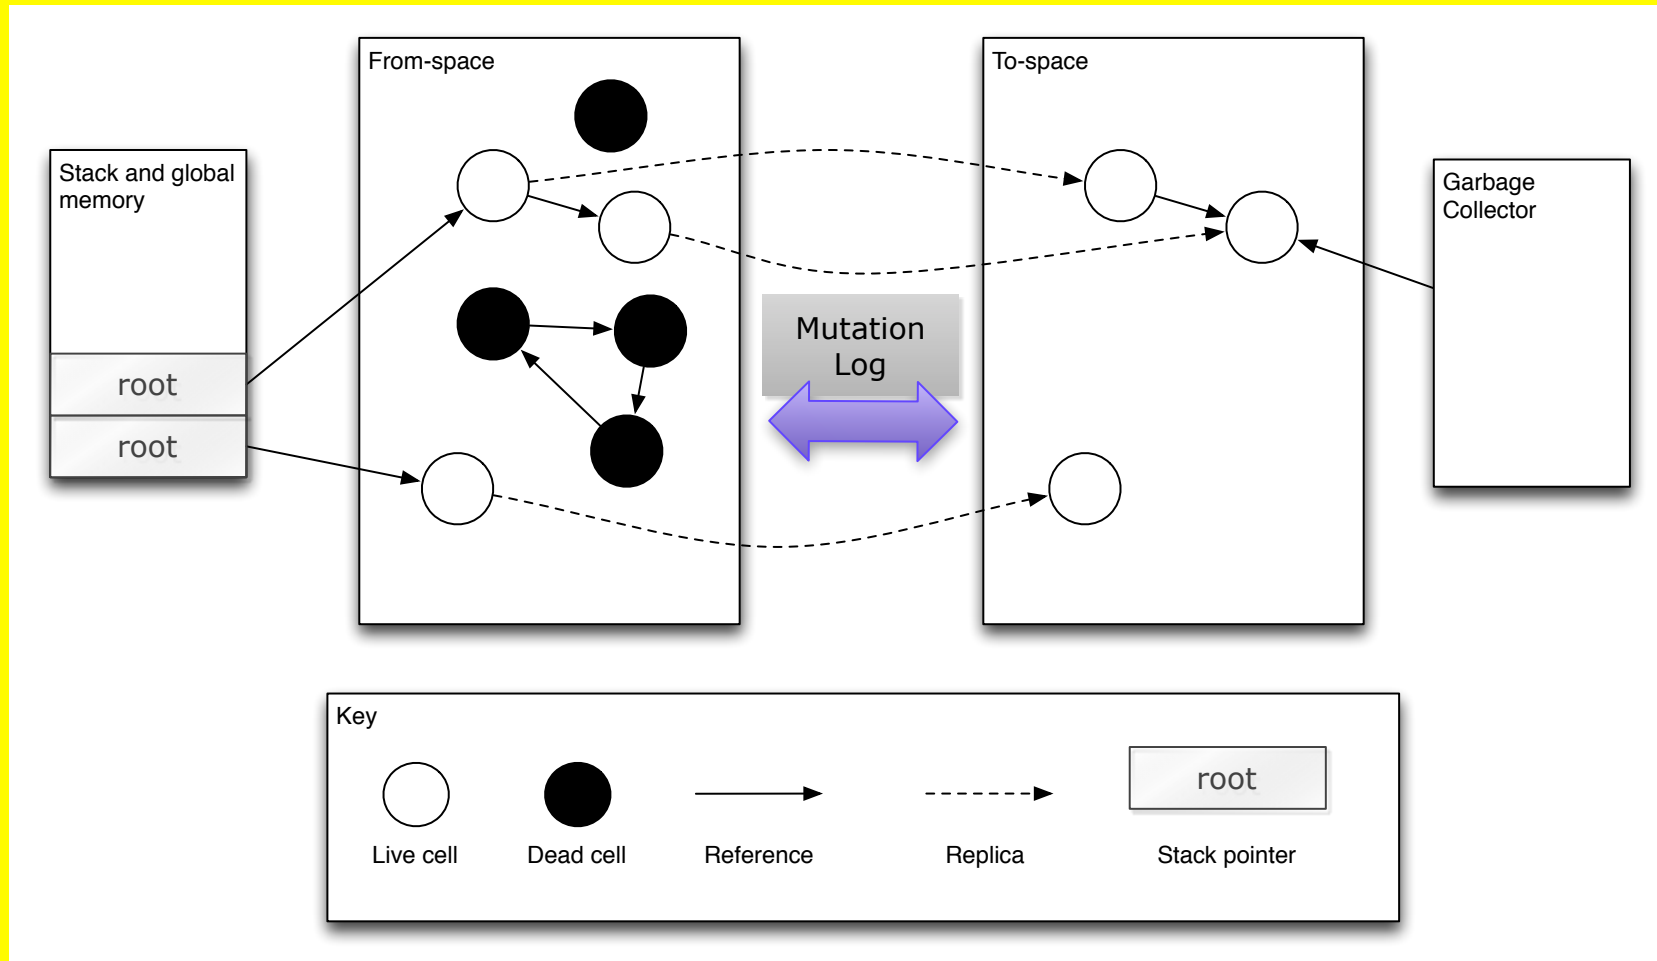 From-space
To-space
Stack and global
memory
Garbage
Collector
Mutation
Log
root
root
Key
root
Live cell
Dead cell
Reference
Replica
Stack pointer